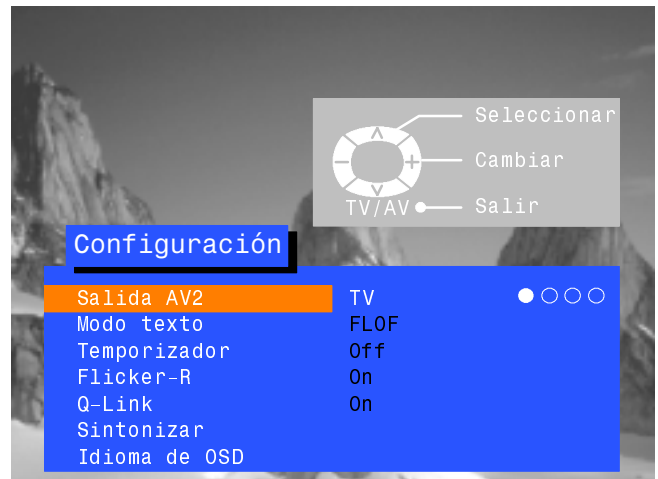 Seleccionar
Cambiar
TV/AV Salir
Configuración
Salida AV2 TV
Modo texto FLOF
Temporizador Off
Flicker-R On
Q-Link On
Sintonizar
Idioma de OSD